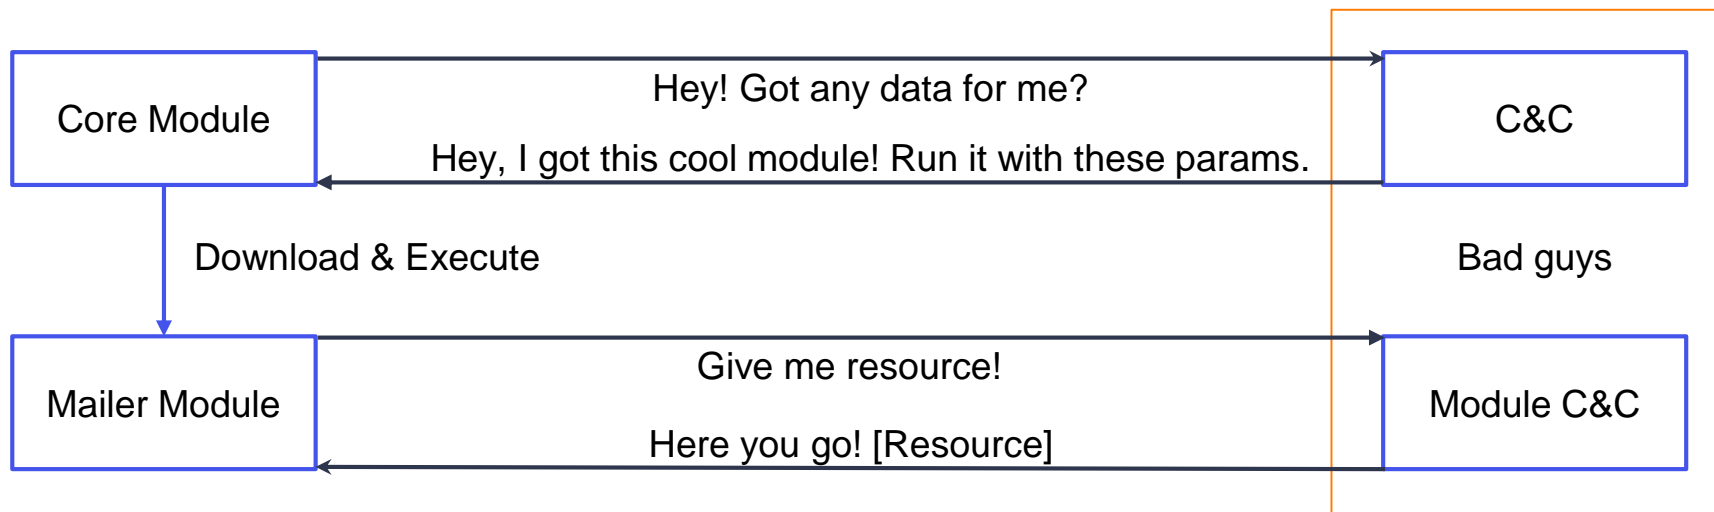 Hey! Got any data for me?
Core Module
C&C
Hey, I got this cool module! Run it with these params.
Download & Execute
Bad guys
Give me resource!
Mailer Module
Module C&C
Here you go! [Resource]